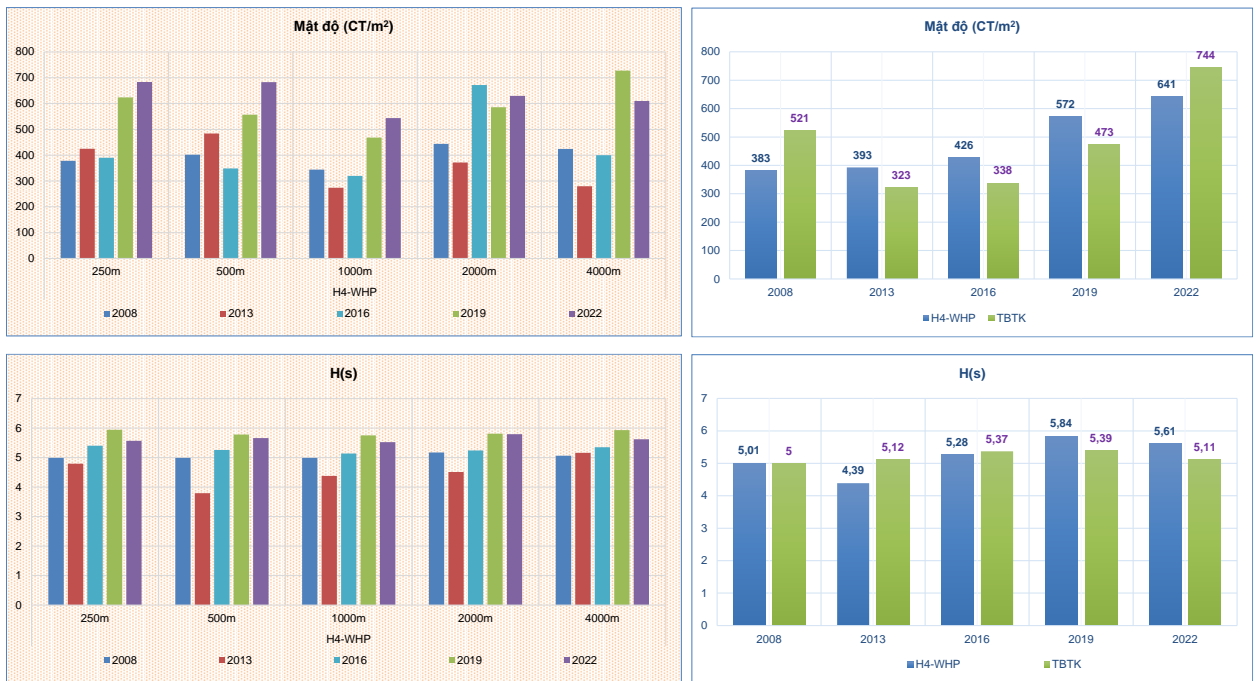 Mật độ (CT/m²)
800
700
600
500
400
300
200
100
0
250m 500m 1000m 2000m 4000m
H4-WHP
2008 2013 2016 2019 2022
Mật độ (CT/m²)
800
700
600
500
400
300
200
100
0
383 521 393 323 426 338 572 473 641 744
2008 2013 2016 2019 2022
H4-WHP TBTK
H(s)
7
6
5
4
3
2
1
0
250m 500m 1000m 2000m 4000m
H4-WHP
2008 2013 2016 2019 2022
H(s)
7
6
5
4
3
2
1
0
5,01 5 4,39 5,12 5,28 5,37 5,84 5,39 5,61 5,11
2008 2013 2016 2019 2022
H4-WHP TBTK